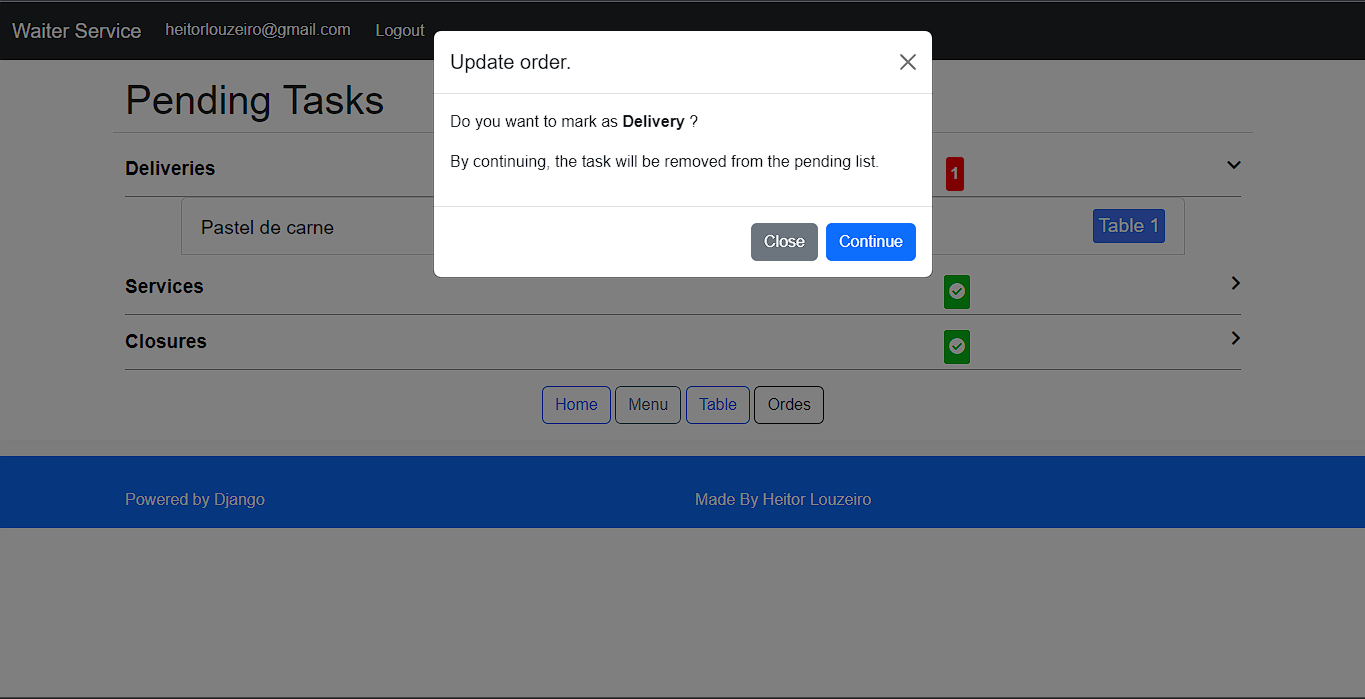 Waiter Service heitorlouzeiro@gmail.com Logout
Update order.
Do you want to mark as Delivery ?
By continuing, the task will be removed from the pending list.
Close Continue
Pending Tasks
Deliveries 1
Pastel de carne Table 1
Services
Closures
Home Menu Table Ordes
Powered by Django Made By Heitor Louzeiro